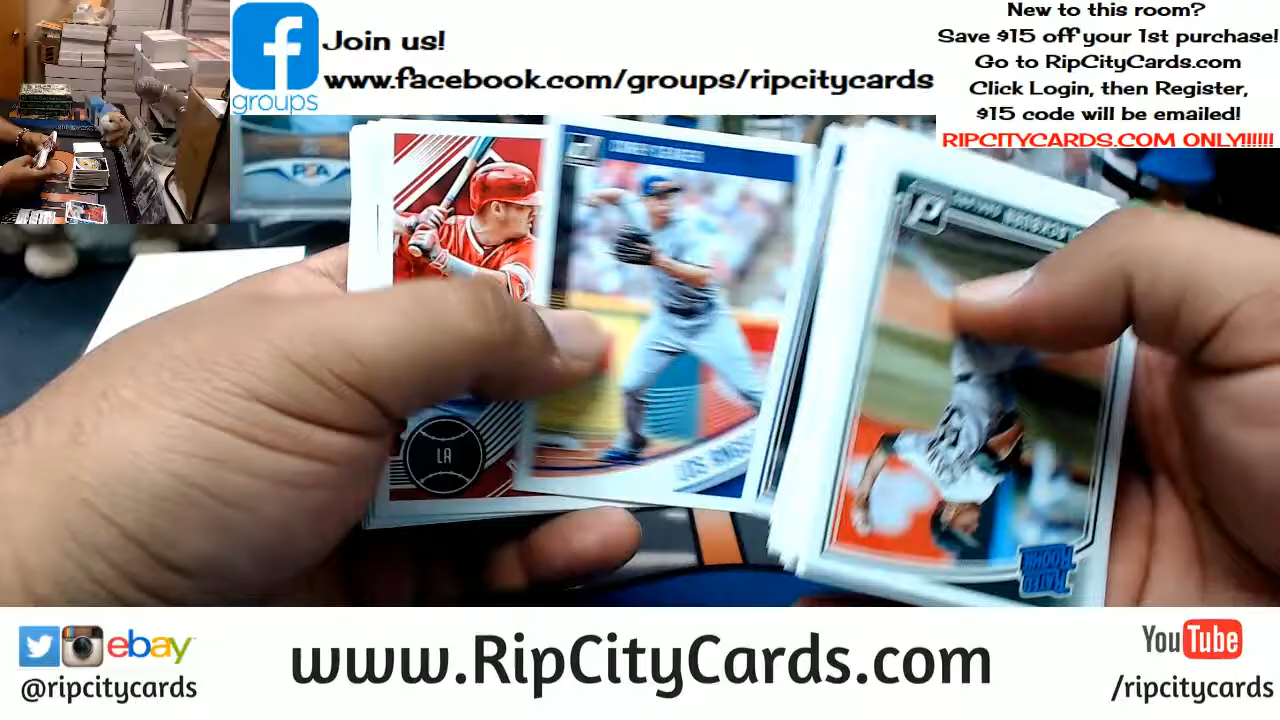 f
groups
Join us!
www.facebook.com/groups/ripcitycards
New to this room?
Save $15 off your 1st purchase!
Go to RipCityCards.com
Click Login, then Register,
$15 code will be emailed!
RIPCITYCARDS.COM ONLY!!!!!!
PSA
LA
LOS ANGE
RATED
ROOKIE
ebay
@ripcitycards
www.RipCityCards.com
YouTube
/ripcitycards